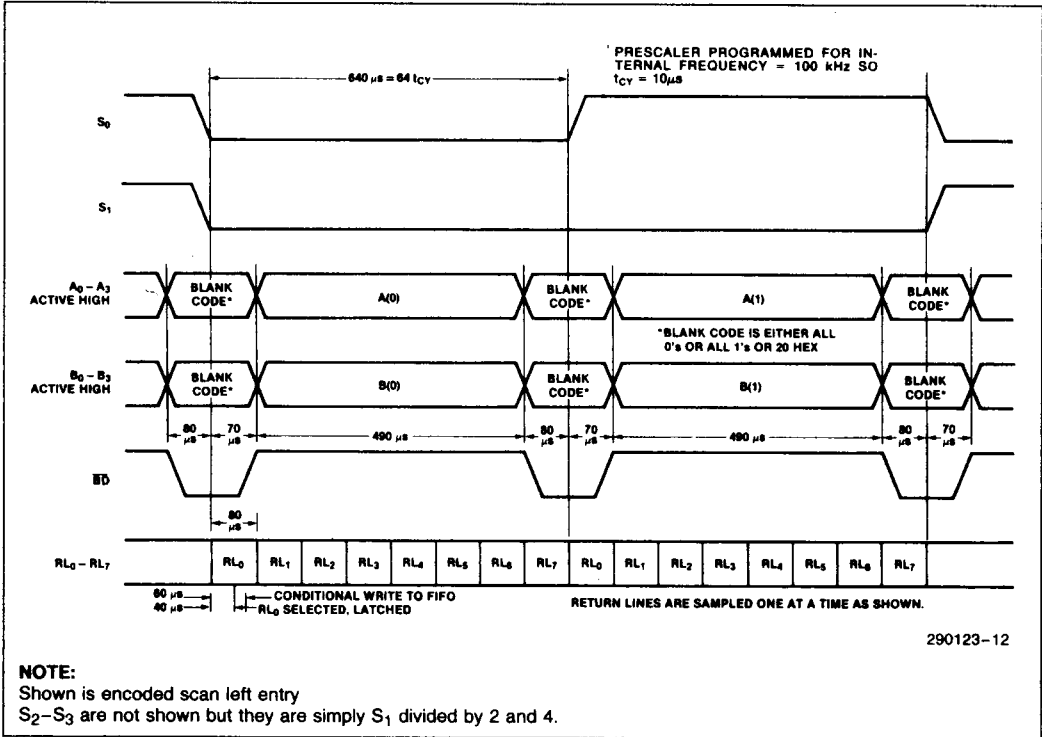 ' PRESCALER PROGRAMMED FOR IN-
TERNAL FREQUENCY = 100 kHz SO
tCY = 10µs
640 µs = 64 tCY
S0
S1
A0 – A3
ACTIVE HIGH
BLANK
CODE*
A(0)
BLANK
CODE*
A(1)
BLANK
CODE*
*BLANK CODE IS EITHER ALL
0's OR ALL 1's OR 20 HEX
B0 – B3
ACTIVE HIGH
BLANK
CODE*
B(0)
BLANK
CODE*
B(1)
BLANK
CODE*
80 µs
70 µs
490 µs
80 µs
70 µs
490 µs
80 µs
70 µs
BD
80 µs
RL0 – RL7
RL0 RL1 RL2 RL3 RL4 RL5 RL6 RL7 RL0 RL1 RL2 RL3 RL4 RL5 RL6 RL7
60 µs
CONDITIONAL WRITE TO FIFO
40 µs
RL0 SELECTED, LATCHED
RETURN LINES ARE SAMPLED ONE AT A TIME AS SHOWN.
290123–12
NOTE:
Shown is encoded scan left entry
S2–S3 are not shown but they are simply S1 divided by 2 and 4.